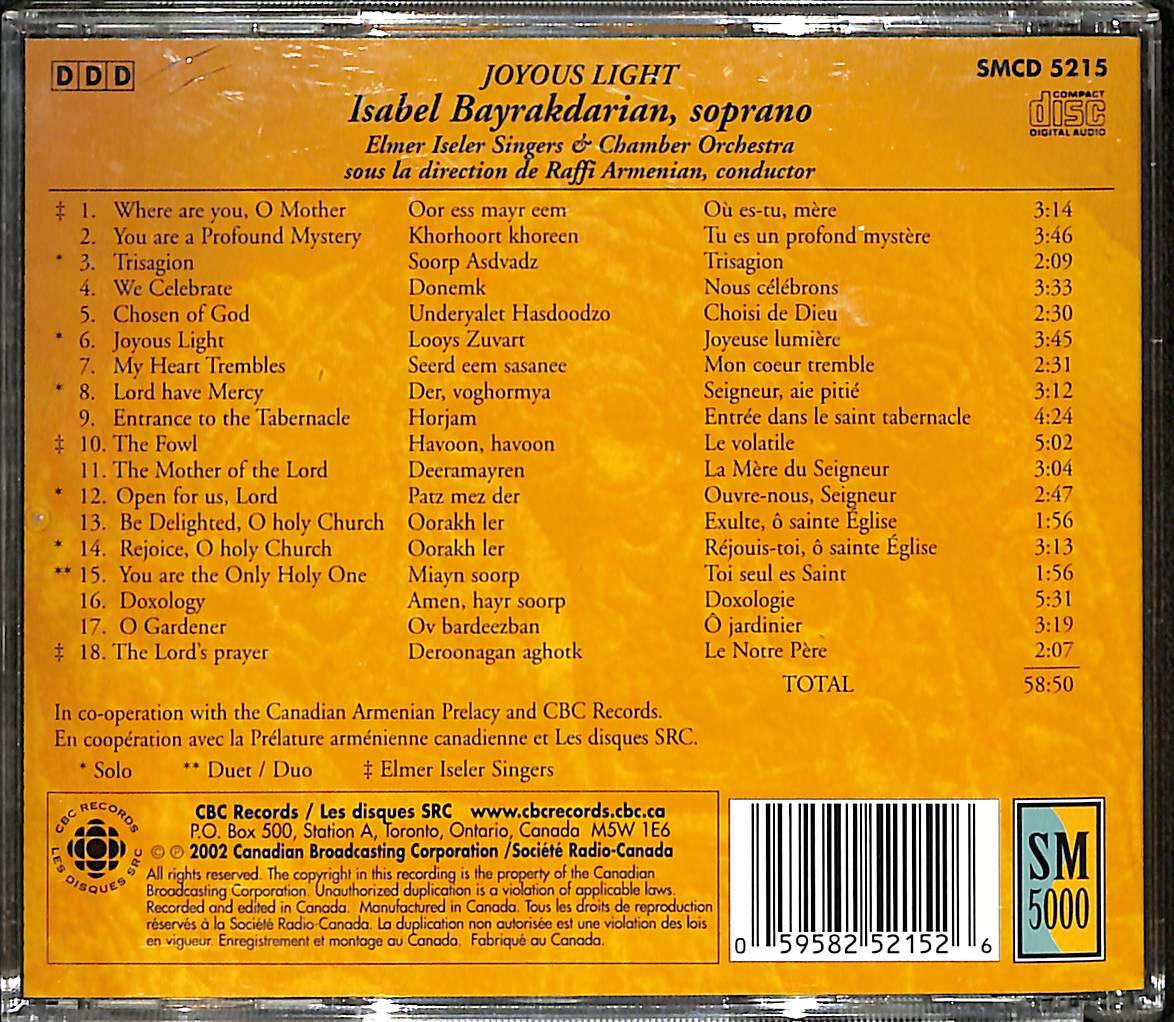 DDD
JOYOUS LIGHT
SMCD 5215
Isabel Bayrakdarian, soprano
COMPACT
disc
DIGITAL AUDIO
Elmer Iseler Singers & Chamber Orchestra
sous la direction de Raffi Armenian, conductor
‡ 1. Where are you, O Mother Oor ess mayr eem Où es-tu, mère 3:14
2. You are a Profound Mystery Khorhoort khoreen Tu es un profond mystère 3:46
* 3. Trisagion Soorp Asdvadz Trisagion 2:09
4. We Celebrate Donemk Nous célébrons 3:33
5. Chosen of God Underyalet Hasdoodzo Choisi de Dieu 2:30
* 6. Joyous Light Looys Zuvart Joyeuse lumière 3:45
7. My Heart Trembles Seerd eem sasanee Mon coeur tremble 2:31
* 8. Lord have Mercy Der, voghormya Seigneur, aie pitié 3:12
9. Entrance to the Tabernacle Horjam Entrée dans le saint tabernacle 4:24
‡ 10. The Fowl Havoon, havoon Le volatile 5:02
11. The Mother of the Lord Deeramayren La Mère du Seigneur 3:04
* 12. Open for us, Lord Patz mez der Ouvre-nous, Seigneur 2:47
13. Be Delighted, O holy Church Oorakh ler Exulte, ô sainte Église 1:56
* 14. Rejoice, O holy Church Oorakh ler Réjouis-toi, ô sainte Église 3:13
** 15. You are the Only Holy One Miayn soorp Toi seul es Saint 1:56
16. Doxology Amen, hayr soorp Doxologie 5:31
17. O Gardener Ov bardeezban Ô jardinier 3:19
‡ 18. The Lord's prayer Deroonagan aghotk Le Notre Père 2:07
TOTAL 58:50
In co-operation with the Canadian Armenian Prelacy and CBC Records.
En coopération avec la Prélature arménienne canadienne et Les disques SRC.
* Solo ** Duet / Duo ‡ Elmer Iseler Singers
CBC RECORDS
LES DISQUES SRC
CBC Records / Les disques SRC www.cbcrecords.cbc.ca
P.O. Box 500, Station A, Toronto, Ontario, Canada M5W 1E6
© ℗ 2002 Canadian Broadcasting Corporation /Société Radio-Canada
All rights reserved. The copyright in this recording is the property of the Canadian
Broadcasting Corporation. Unauthorized duplication is a violation of applicable laws.
Recorded and edited in Canada. Manufactured in Canada. Tous les droits de reproduction
réservés à la Société Radio-Canada. La duplication non autorisée est une violation des lois
en vigueur. Enregistrement et montage au Canada. Fabriqué au Canada.
0 59582 52152 6
SM
5000